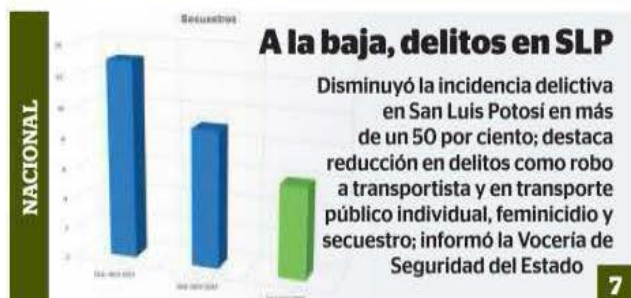 NACIONAL
Secuestros
A la baja, delitos en SLP
Disminuyó la incidencia delictiva
en San Luis Potosí en más
de un 50 por ciento; destaca
reducción en delitos como robo
a transportista y en transporte
público individual, feminicidio y
secuestro; informó la Vocería de
Seguridad del Estado
7